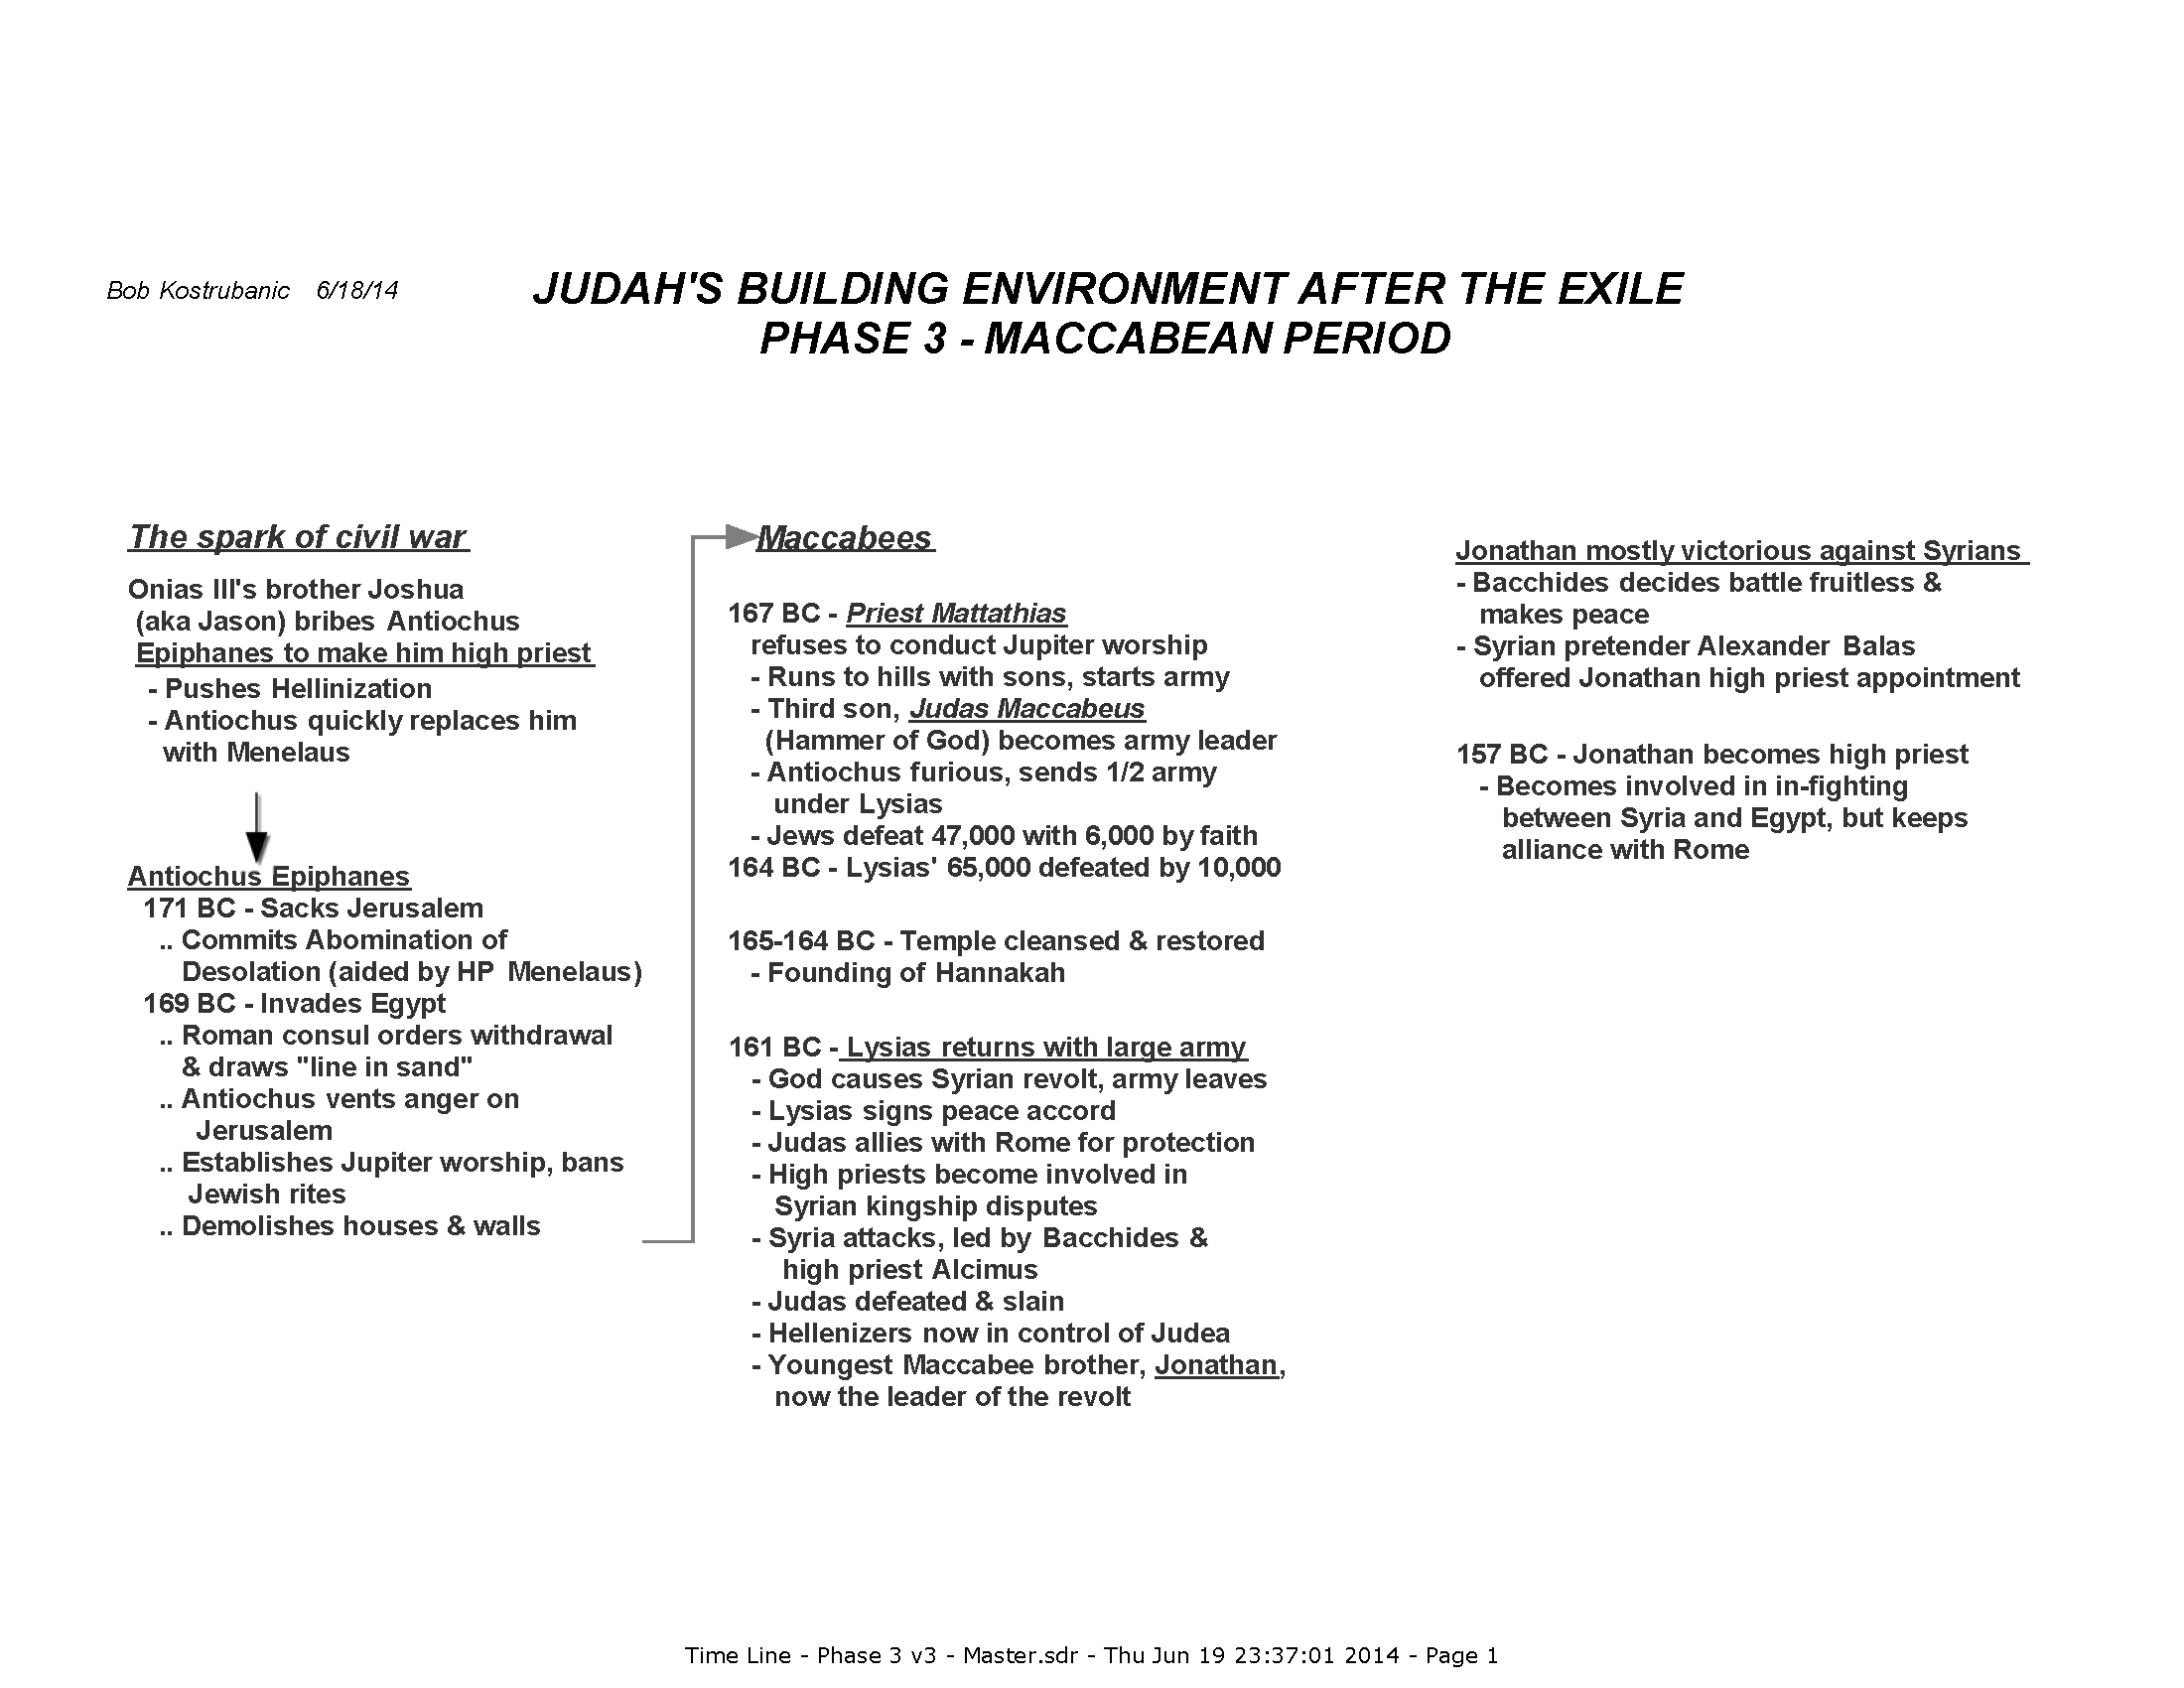 Bob Kostrubanic 6/18/14
JUDAH'S BUILDING ENVIRONMENT AFTER THE EXILE
PHASE 3 - MACCABEAN PERIOD
The spark of civil war
Onias III's brother Joshua
(aka Jason) bribes Antiochus
Epiphanes to make him high priest
- Pushes Hellinization
- Antiochus quickly replaces him
with Menelaus
Antiochus Epiphanes
171 BC - Sacks Jerusalem
.. Commits Abomination of
Desolation (aided by HP Menelaus)
169 BC - Invades Egypt
.. Roman consul orders withdrawal
& draws "line in sand"
.. Antiochus vents anger on
Jerusalem
.. Establishes Jupiter worship, bans
Jewish rites
.. Demolishes houses & walls
Maccabees
167 BC - Priest Mattathias
refuses to conduct Jupiter worship
- Runs to hills with sons, starts army
- Third son, Judas Maccabeus
(Hammer of God) becomes army leader
- Antiochus furious, sends 1/2 army
under Lysias
- Jews defeat 47,000 with 6,000 by faith
164 BC - Lysias' 65,000 defeated by 10,000
165-164 BC - Temple cleansed & restored
- Founding of Hannakah
161 BC - Lysias returns with large army
- God causes Syrian revolt, army leaves
- Lysias signs peace accord
- Judas allies with Rome for protection
- High priests become involved in
Syrian kingship disputes
- Syria attacks, led by Bacchides &
high priest Alcimus
- Judas defeated & slain
- Hellenizers now in control of Judea
- Youngest Maccabee brother, Jonathan,
now the leader of the revolt
Jonathan mostly victorious against Syrians
- Bacchides decides battle fruitless &
makes peace
- Syrian pretender Alexander Balas
offered Jonathan high priest appointment
157 BC - Jonathan becomes high priest
- Becomes involved in in-fighting
between Syria and Egypt, but keeps
alliance with Rome
Time Line - Phase 3 v3 - Master.sdr - Thu Jun 19 23:37:01 2014 - Page 1